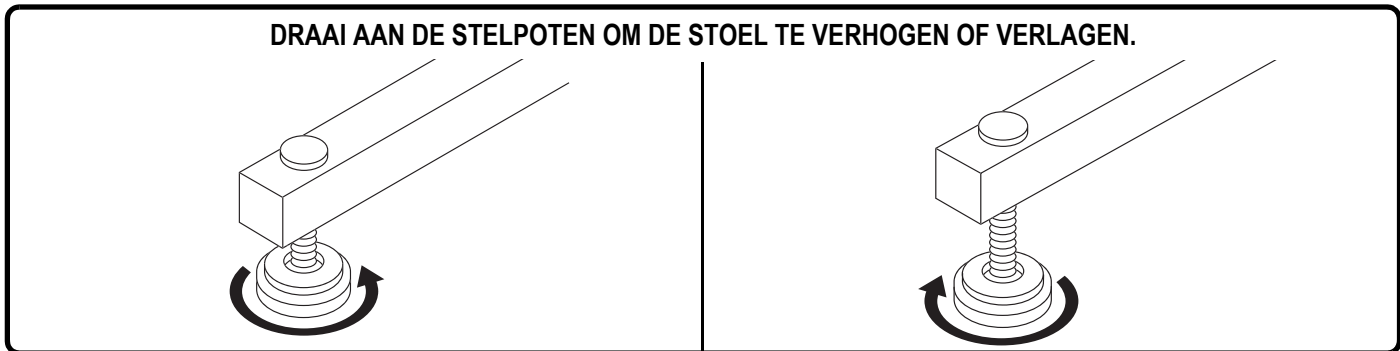 DRAAI AAN DE STELPOTEN OM DE STOEL TE VERHOGEN OF VERLAGEN.